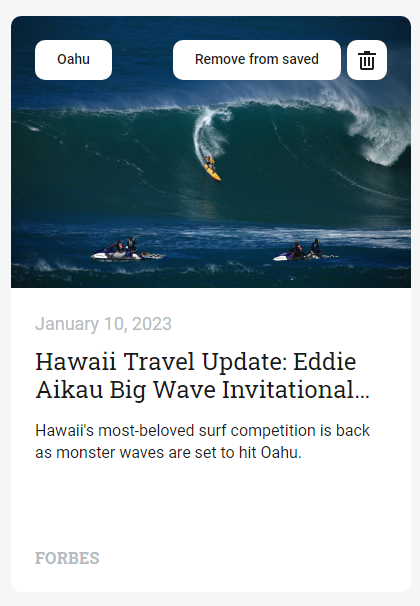 Oahu
Remove from saved
January 10, 2023
Hawaii Travel Update: Eddie
Aikau Big Wave Invitational...
Hawaii's most-beloved surf competition is back
as monster waves are set to hit Oahu.
FORBES